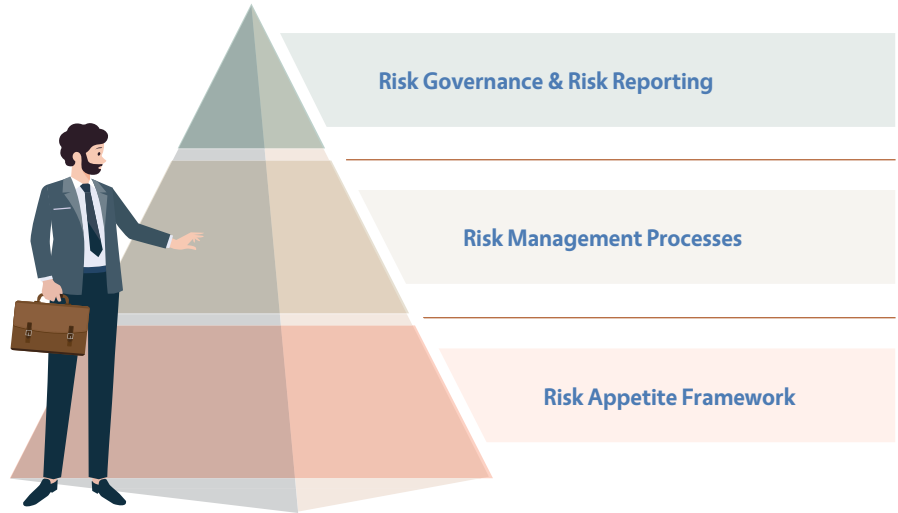 Risk Governance & Risk Reporting
Risk Management Processes
Risk Appetite Framework